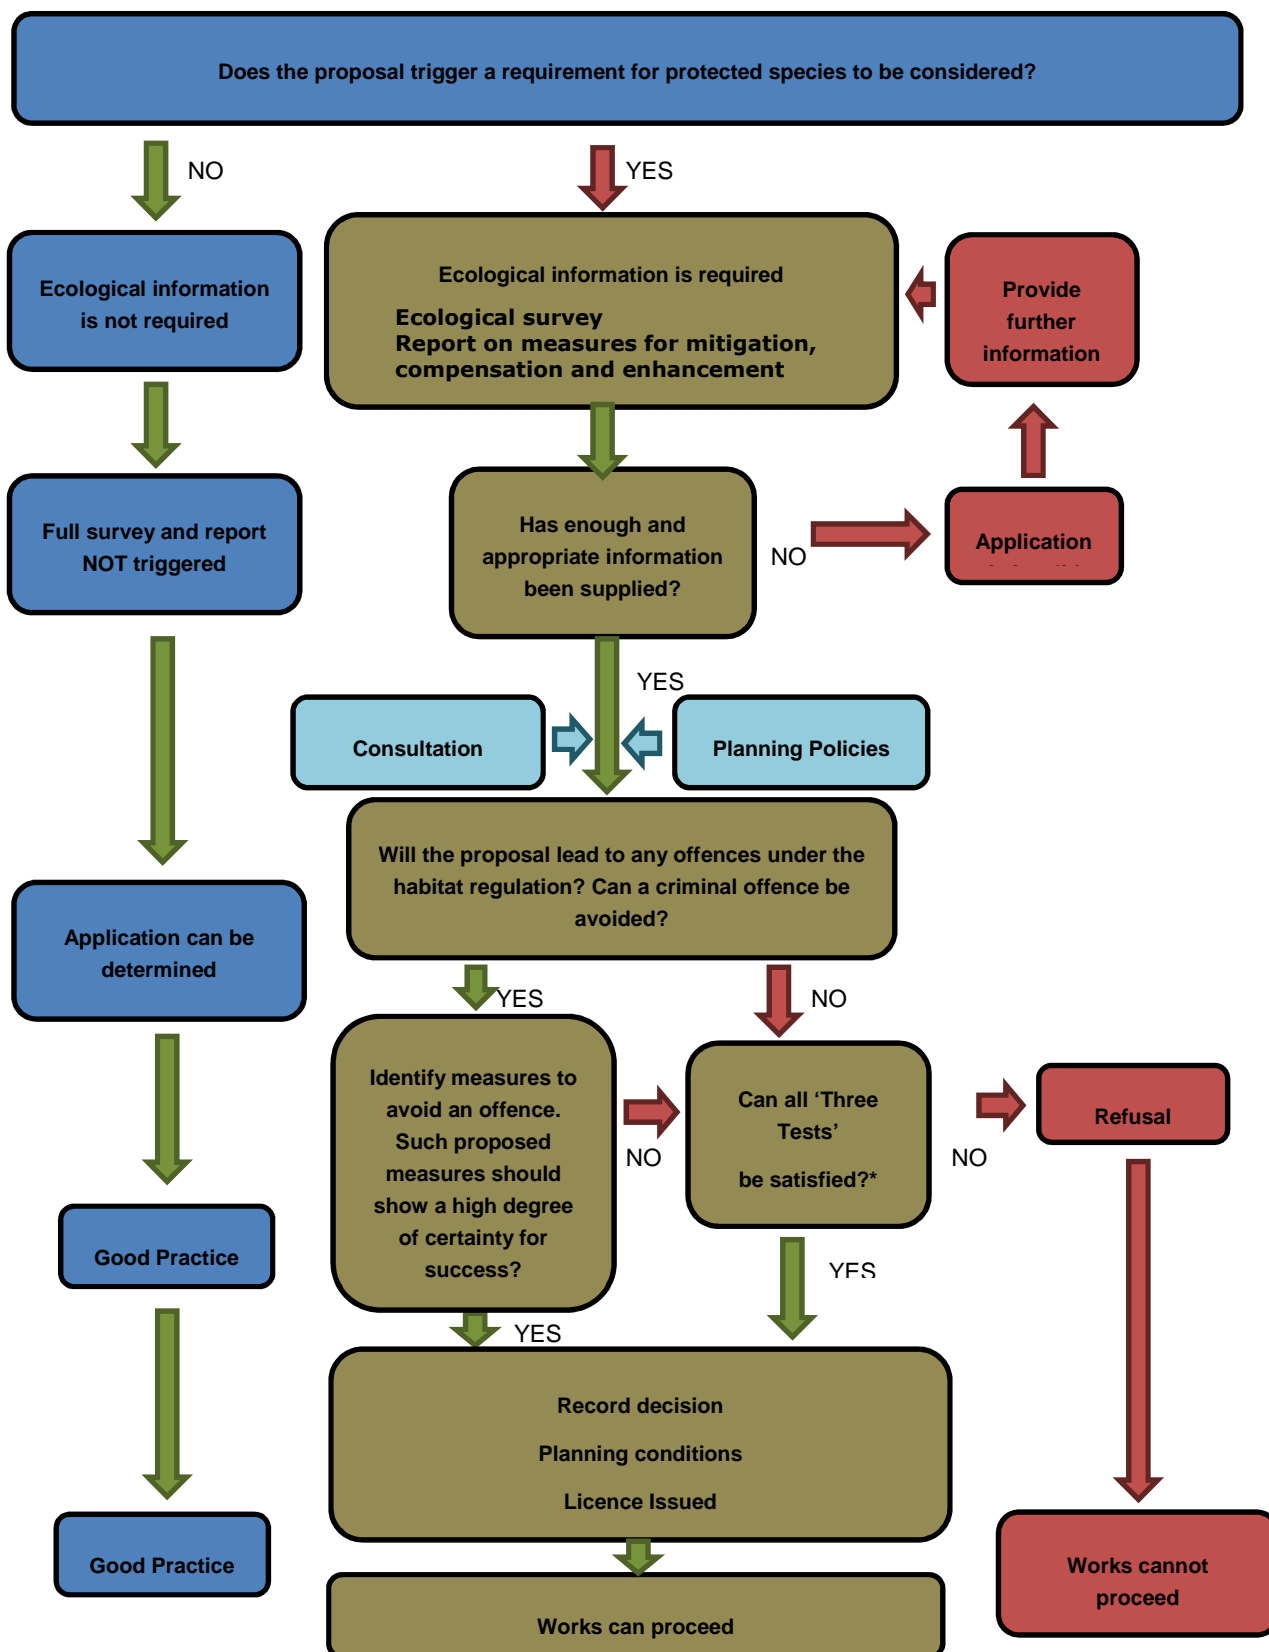 Does the proposal trigger a requirement for protected species to be considered?
NO
YES
Ecological information
is not required
Ecological information is required
Ecological survey
Report on measures for mitigation,
compensation and enhancement
Provide
further
information
Full survey and report
NOT triggered
Has enough and
appropriate information
been supplied?
NO
Application
YES
Consultation
Planning Policies
Will the proposal lead to any offences under the
habitat regulation? Can a criminal offence be
avoided?
Application can be
determined
YES
NO
Identify measures to
avoid an offence.
Such proposed
measures should
show a high degree
of certainty for
success?
NO
Can all ‘Three
Tests’
be satisfied?*
NO
Refusal
Good Practice
YES
YES
Record decision
Planning conditions
Licence Issued
Good Practice
Works cannot
proceed
Works can proceed